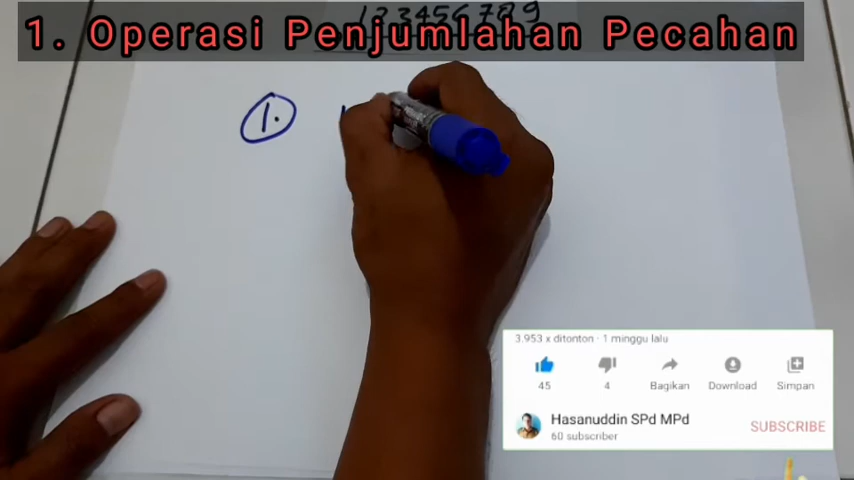 123456789
1. Operasi Penjumlahan Pecahan
1.
3.953 x ditonton · 1 minggu lalu
45
4
Bagikan
Download
Simpan
Hasanuddin SPd MPd
SUBSCRIBE
60 subscriber